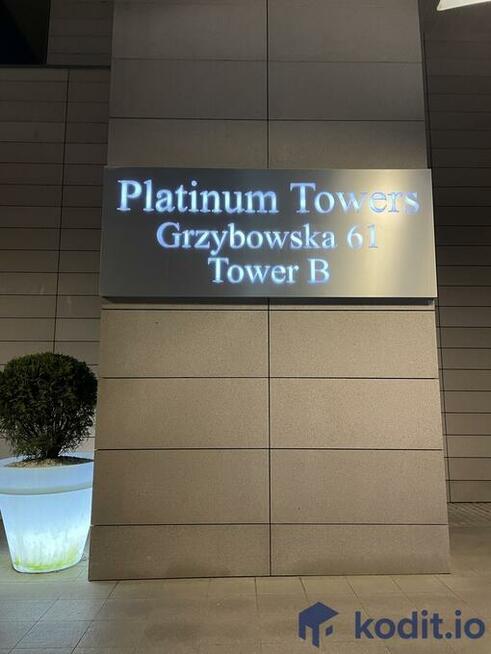 Platinum Towers
Grzybowska 61
Tower B
kodit.io